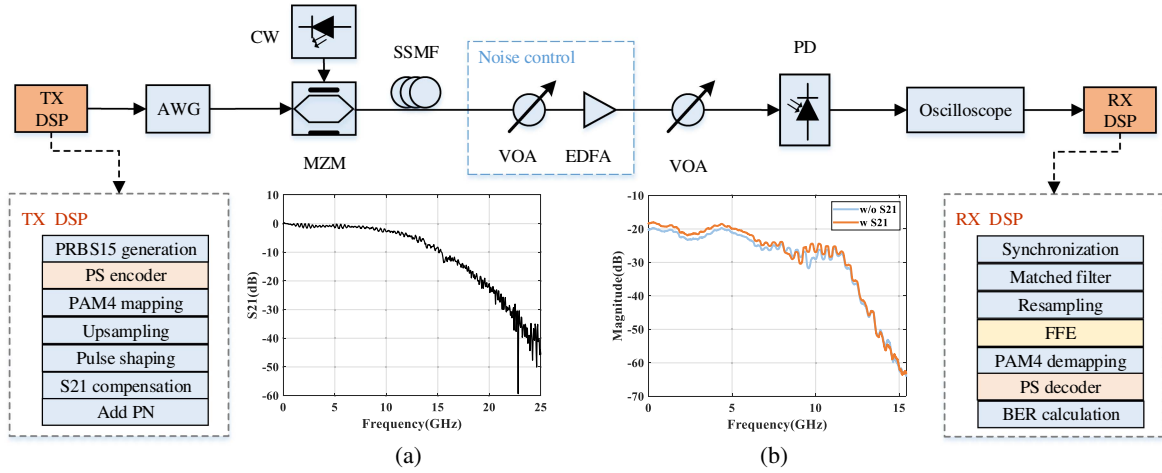 CW
SSMF
Noise control
PD
TX
DSP
AWG
MZM
VOA
EDFA
VOA
Oscilloscope
RX
DSP
TX DSP
PRBS15 generation
PS encoder
PAM4 mapping
Upsampling
Pulse shaping
S21 compensation
Add PN
10
0
-10
-20
-30
-40
-50
-60
S21(dB)
0 5 10 15 20 25
Frequency(GHz)
(a)
w/o S21
w S21
-10
-20
-30
-40
-50
-60
-70
Magnitude(dB)
0 5 10 15
Frequency(GHz)
(b)
RX DSP
Synchronization
Matched filter
Resampling
FFE
PAM4 demapping
PS decoder
BER calculation